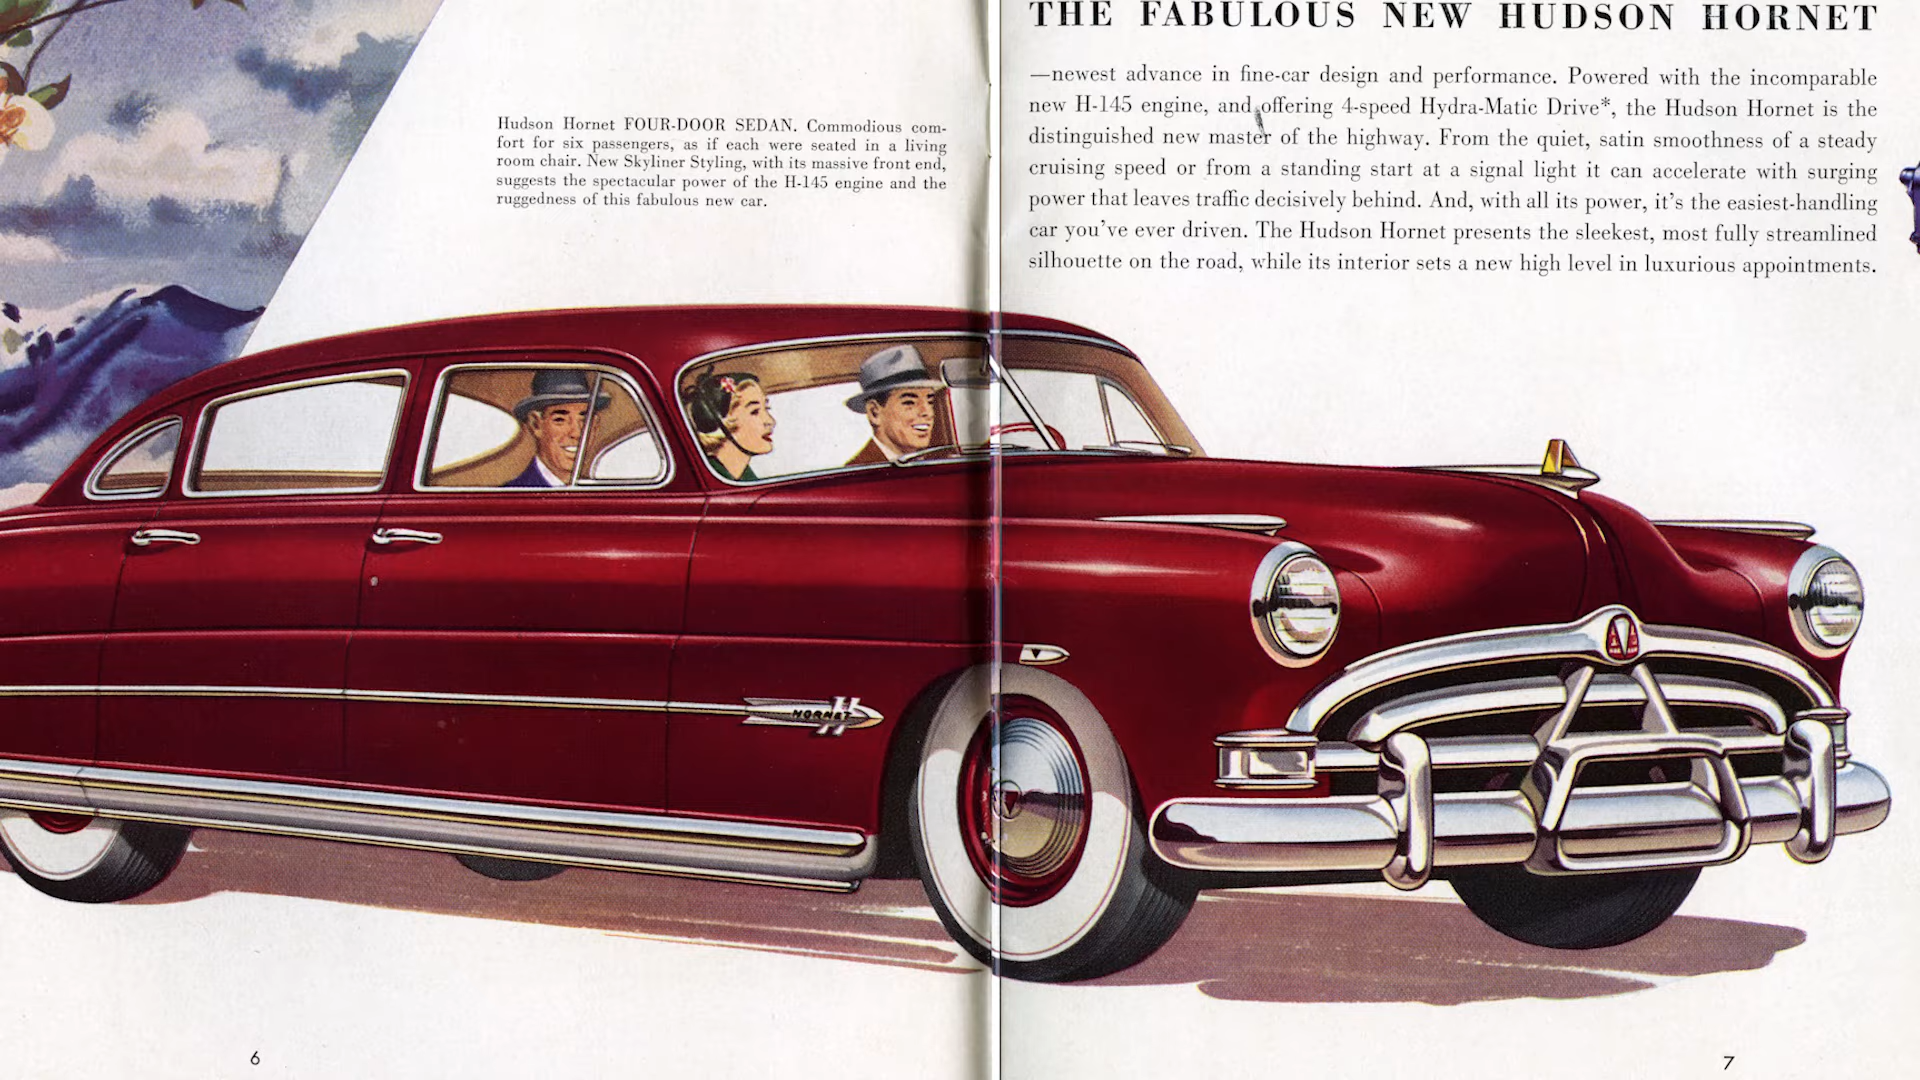 Hudson Hornet FOUR-DOOR SEDAN. Commodious com-
fort for six passengers, as if each were seated in a living
room chair. New Skyliner Styling, with its massive front end,
suggests the spectacular power of the H-145 engine and the
ruggedness of this fabulous new car.
HORNET
6
THE FABULOUS NEW HUDSON HORNET
—newest advance in fine-car design and performance. Powered with the incomparable
new H-145 engine, and offering 4-speed Hydra-Matic Drive*, the Hudson Hornet is the
distinguished new master of the highway. From the quiet, satin smoothness of a steady
cruising speed or from a standing start at a signal light it can accelerate with surging
power that leaves traffic decisively behind. And, with all its power, it's the easiest-handling
car you've ever driven. The Hudson Hornet presents the sleekest, most fully streamlined
silhouette on the road, while its interior sets a new high level in luxurious appointments.
7